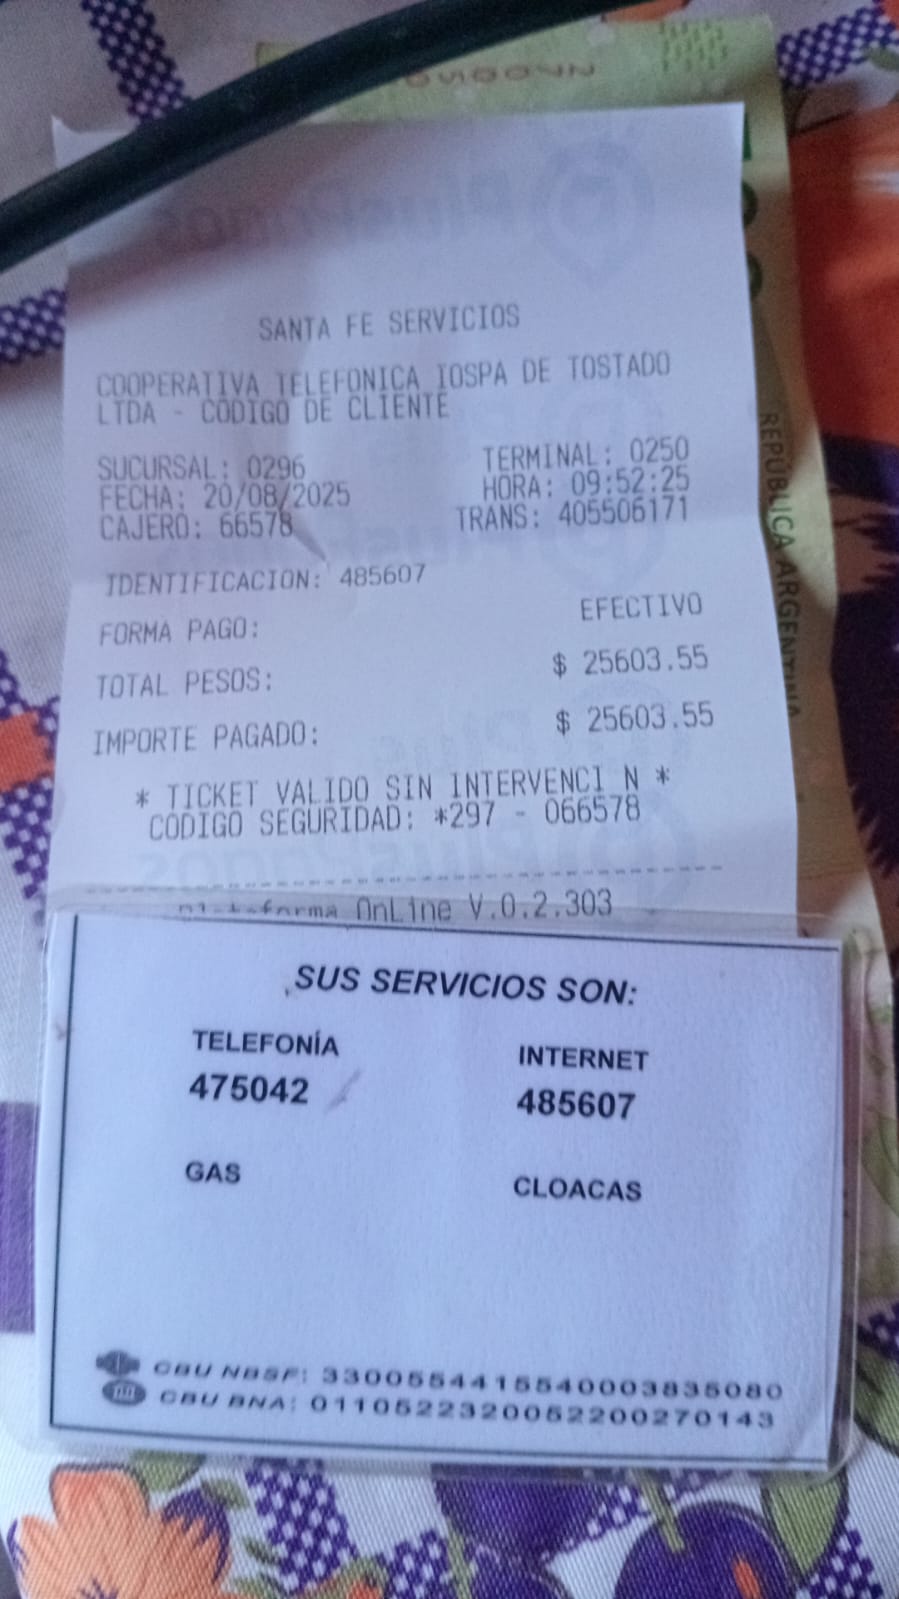 SANTA FE SERVICIOS
COOPERATIVA TELEFONICA IOSPA DE TOSTADO
LTDA - CODIGO DE CLIENTE
SUCURSAL: 0296 TERMINAL: 0250
FECHA: 20/08/2025 HORA: 09:52:25
CAJERO: 66578 TRANS: 405506171
IDENTIFICACION: 485607
FORMA PAGO: EFECTIVO
TOTAL PESOS: $ 25603.55
IMPORTE PAGADO: $ 25603.55
* TICKET VALIDO SIN INTERVENCI N *
CODIGO SEGURIDAD: *297 - 066578
OnLine V.0.2.303
REPÚBLICA ARGENTINA
SUS SERVICIOS SON:
TELEFONÍA INTERNET
475042 485607
GAS CLOACAS
CBU NBSF: 3300554415540003835080
CBU BNA: 0110522320052200270143